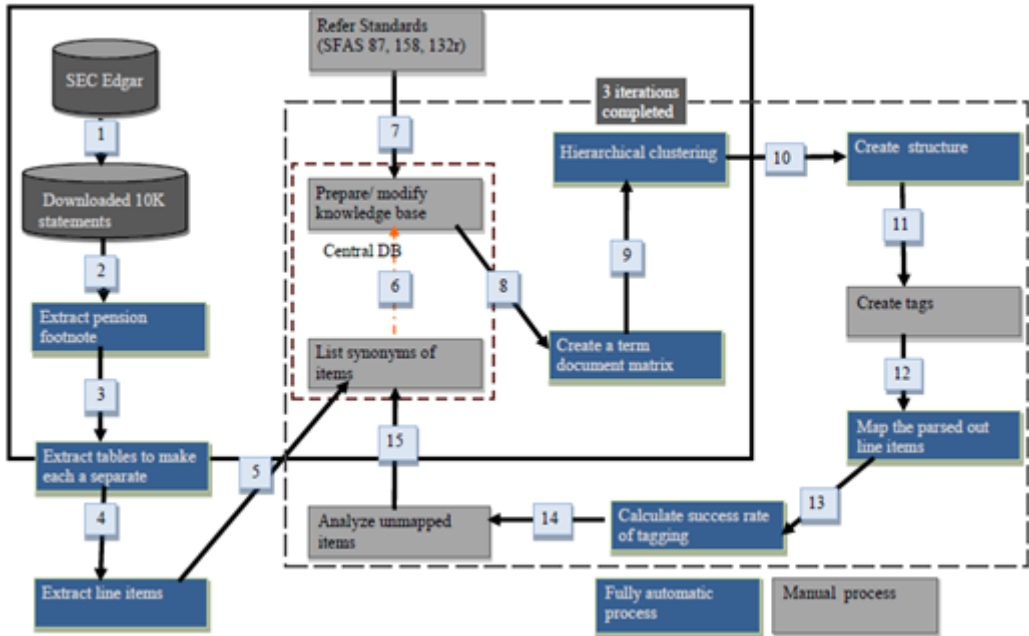 SEC Edgar
1
Downloaded 10K
statements
2
Extract pension
footnote
3
Extract tables to make
each a separate
4
Extract line items
5
Refer Standards
(SFAS 87, 158, 132r)
7
Prepare/ modify
knowledge base
Central DB
6
List synonyms of
items
15
Analyze unmapped
items
8
Create a term
document matrix
9
Hierarchical clustering
3 iterations
completed
10
Create structure
11
Create tags
12
Map the parsed out
line items
13
Calculate success rate
of tagging
14
Fully automatic
process
Manual process